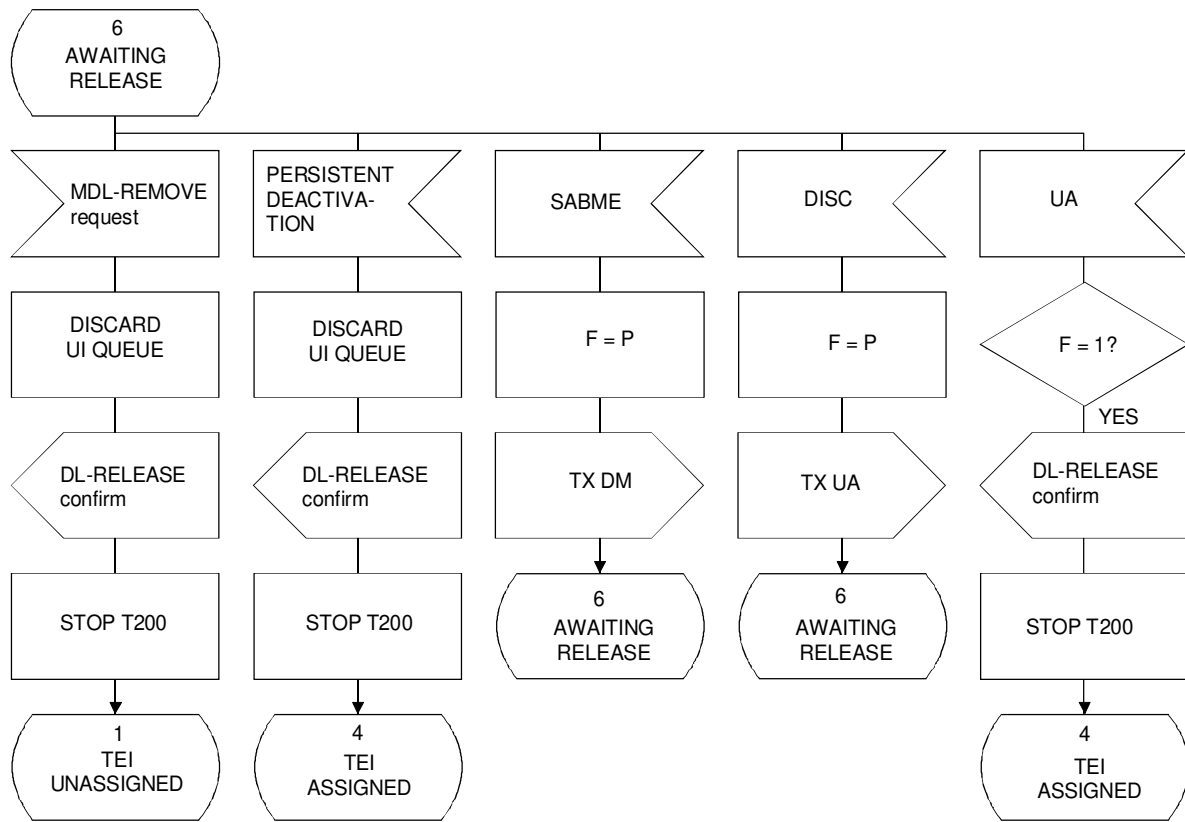 6
AWAITING
RELEASE
MDL-REMOVE
request
PERSISTENT
DEACTIVA-
TION
SABME
DISC
UA
DISCARD
UI QUEUE
DISCARD
UI QUEUE
F = P
F = P
F = 1?
YES
DL-RELEASE
confirm
DL-RELEASE
confirm
TX DM
TX UA
DL-RELEASE
confirm
STOP T200
STOP T200
6
AWAITING
RELEASE
6
AWAITING
RELEASE
STOP T200
1
TEI
UNASSIGNED
4
TEI
ASSIGNED
4
TEI
ASSIGNED